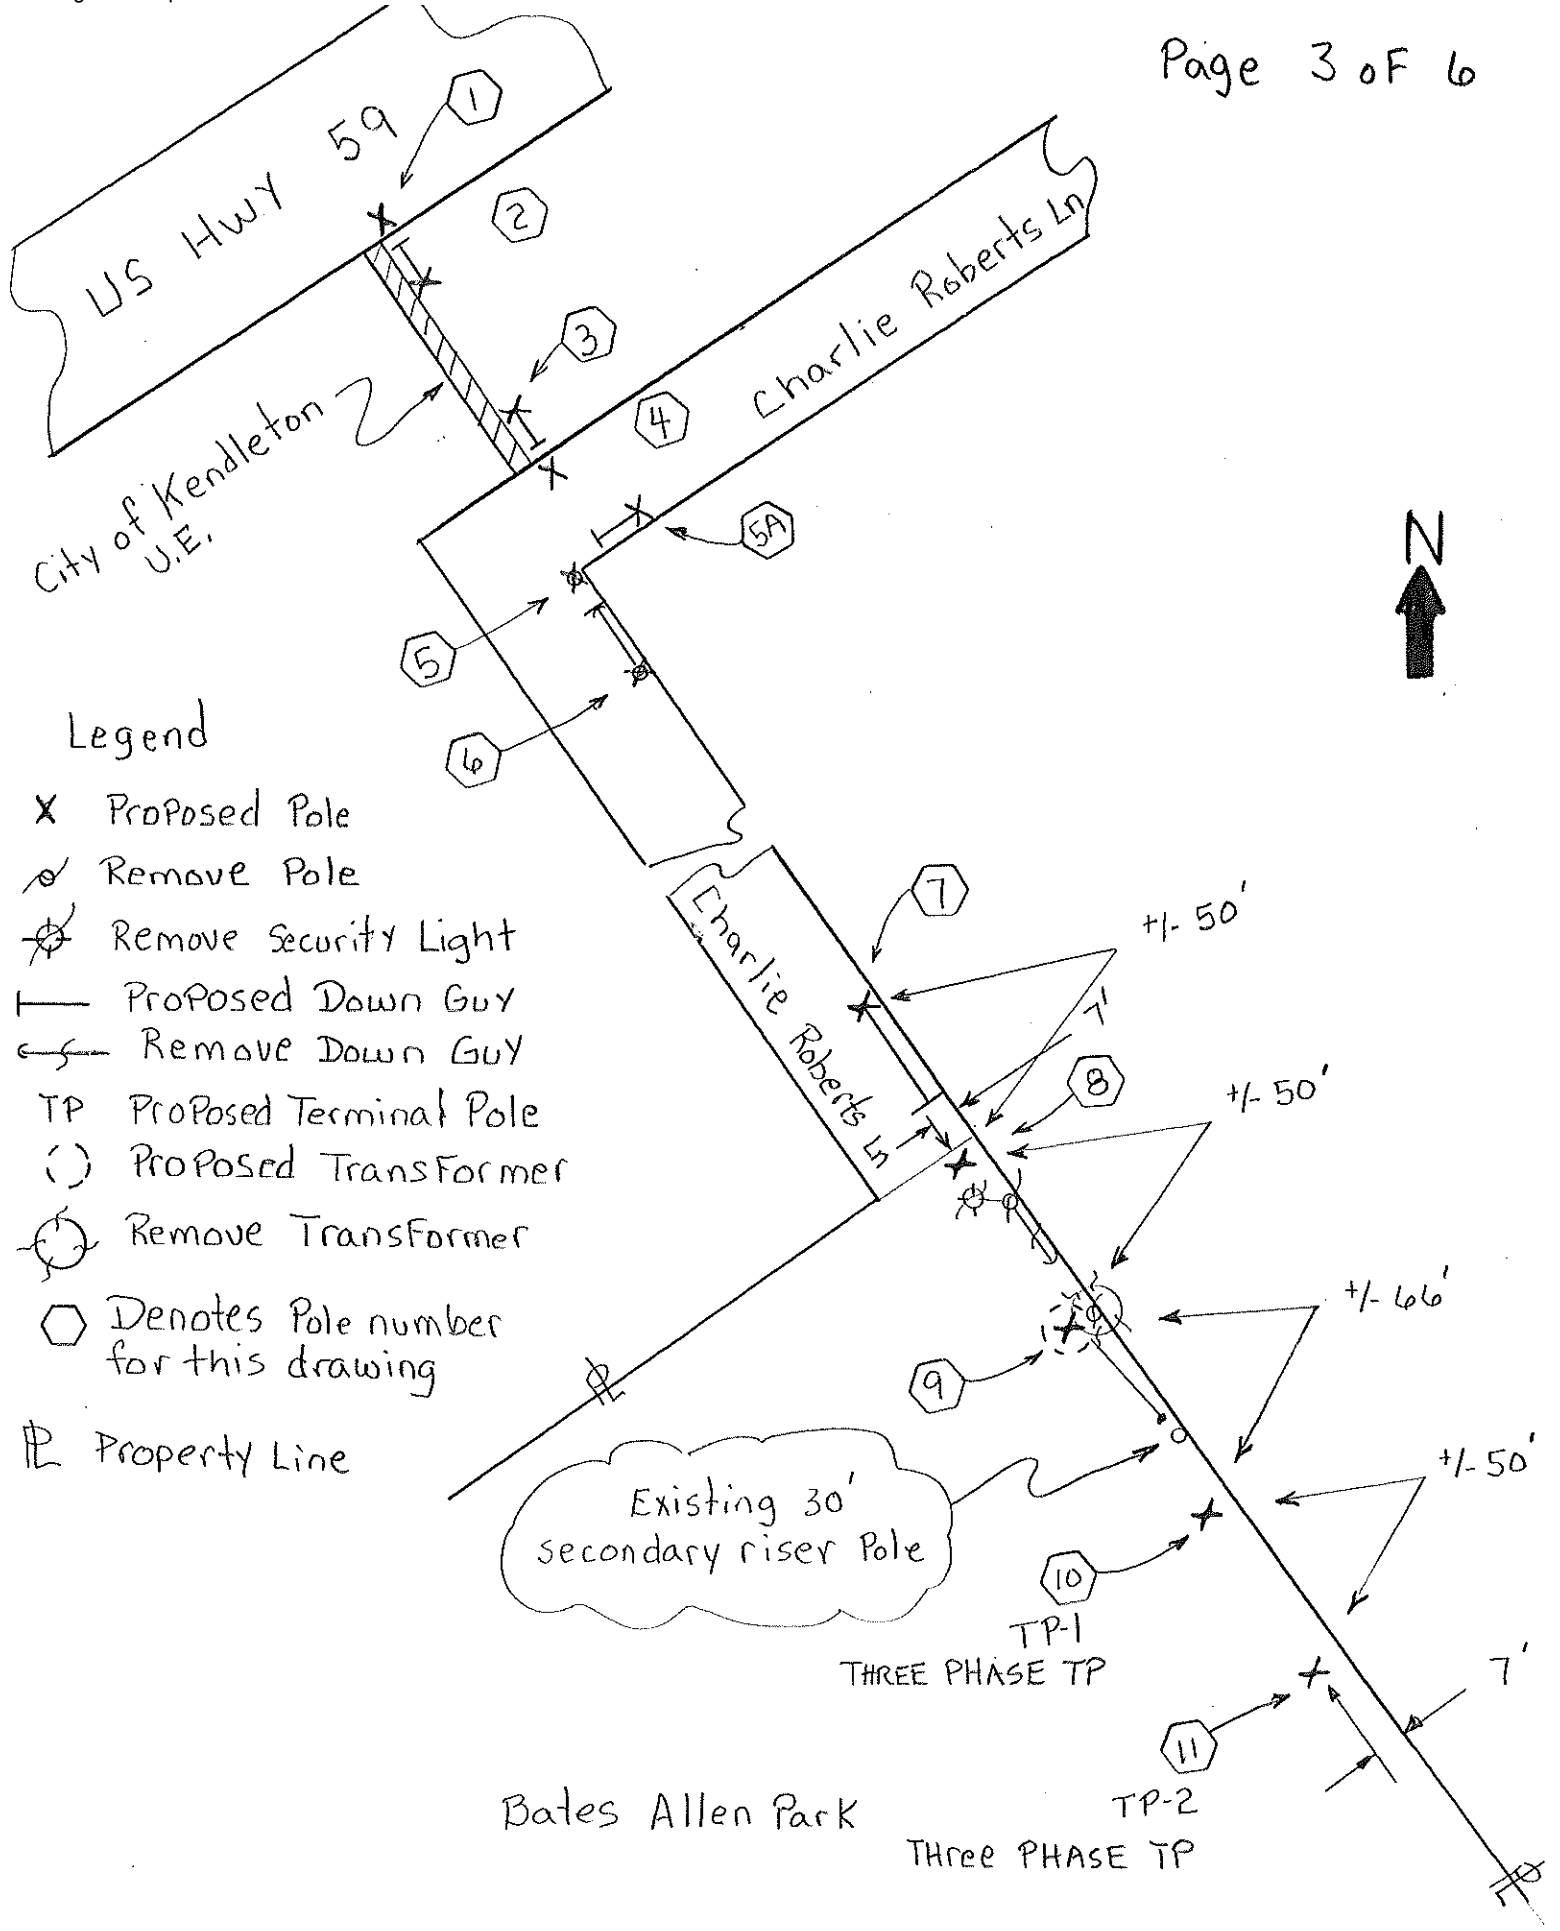 Page 3 of 6
US Hwy 59
1
2
3
4
Charlie Roberts Ln
City of Kendleton
U.E.
5A
N
5
6
Legend
X Proposed Pole
Remove Pole
Remove Security Light
Proposed Down Guy
Remove Down Guy
TP Proposed Terminal Pole
Proposed Transformer
Remove Transformer
Denotes Pole number
for this drawing
PL Property Line
7
Charlie Roberts Ln
+/- 50'
7'
8
+/- 50'
+/- 66'
9
PL
+/- 50'
Existing 30'
secondary riser Pole
10
TP-1
THREE PHASE TP
7'
11
TP-2
THree PHASE TP
Bates Allen Park
PL